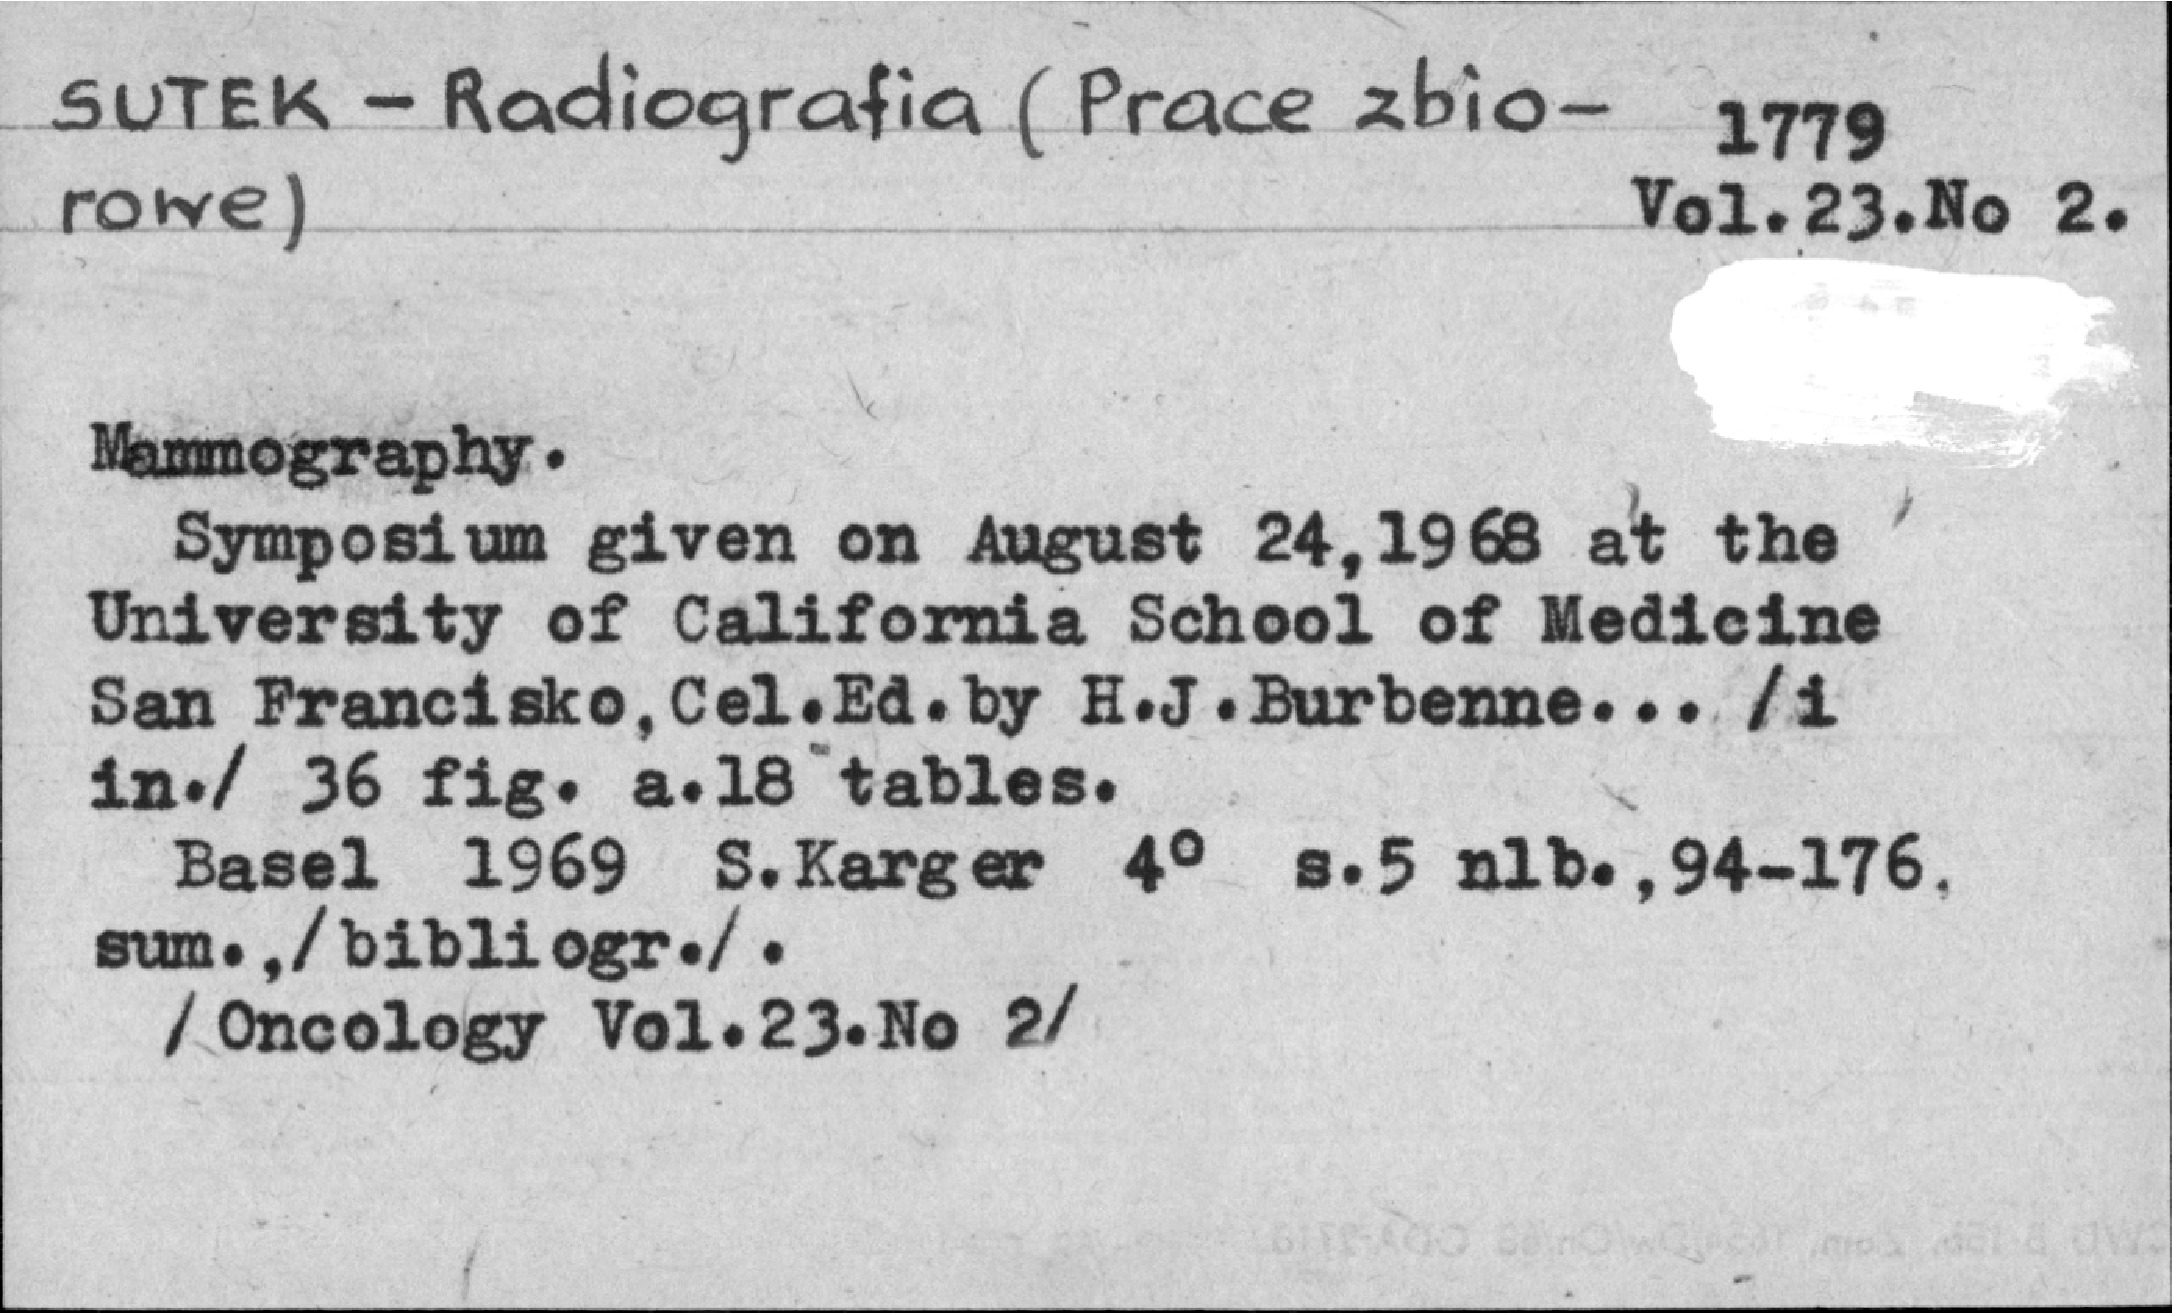 SUTEK - Radiografia (Prace zbio-
rowe)
1779
Vol.23.No 2.
Mammography.
Symposium given on August 24,1968 at the
University of California School of Medicine
San Francisko,Cel.Ed.by H.J.Burbenne... /i
in./ 36 fig. a.18 tables.
Basel 1969 S.Karger 4° s.5 nlb.,94-176.
sum.,/bibliogr./.
/Oncology Vol.23.No 2/